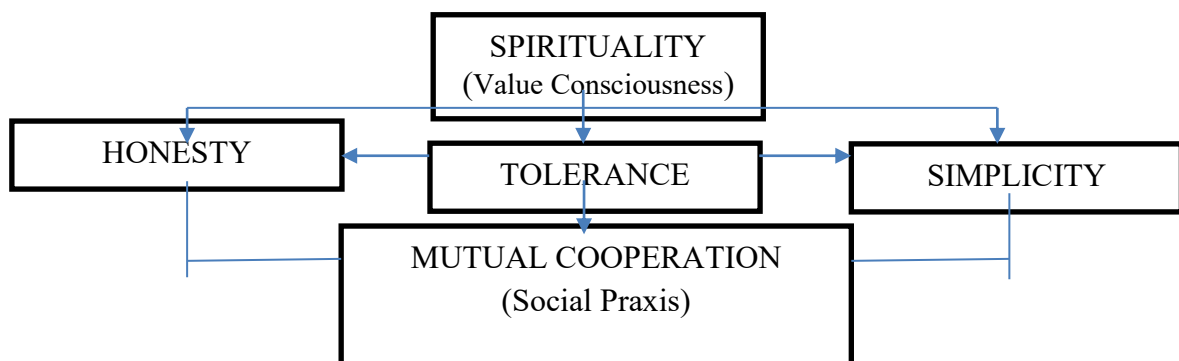 SPIRITUALITY
(Value Consciousness)
HONESTY
TOLERANCE
SIMPLICITY
MUTUAL COOPERATION
(Social Praxis)